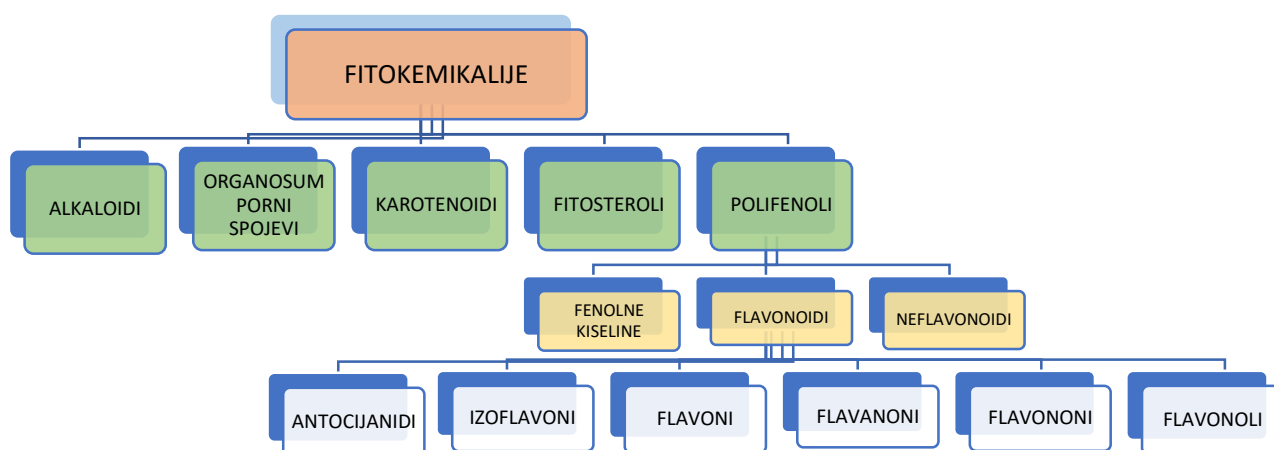 FITOKEMIKALIJE
ALKALOIDI
ORGANOSUM
PORNI
SPOJEVI
KAROTENOIDI
FITOSTEROLI
POLIFENOLI
FENOLNE
KISELINE
FLAVONOIDI
NEFLAVONOIDI
ANTOCIJANIDI
IZOFLAVONI
FLAVONI
FLAVANONI
FLAVONONI
FLAVONOLI